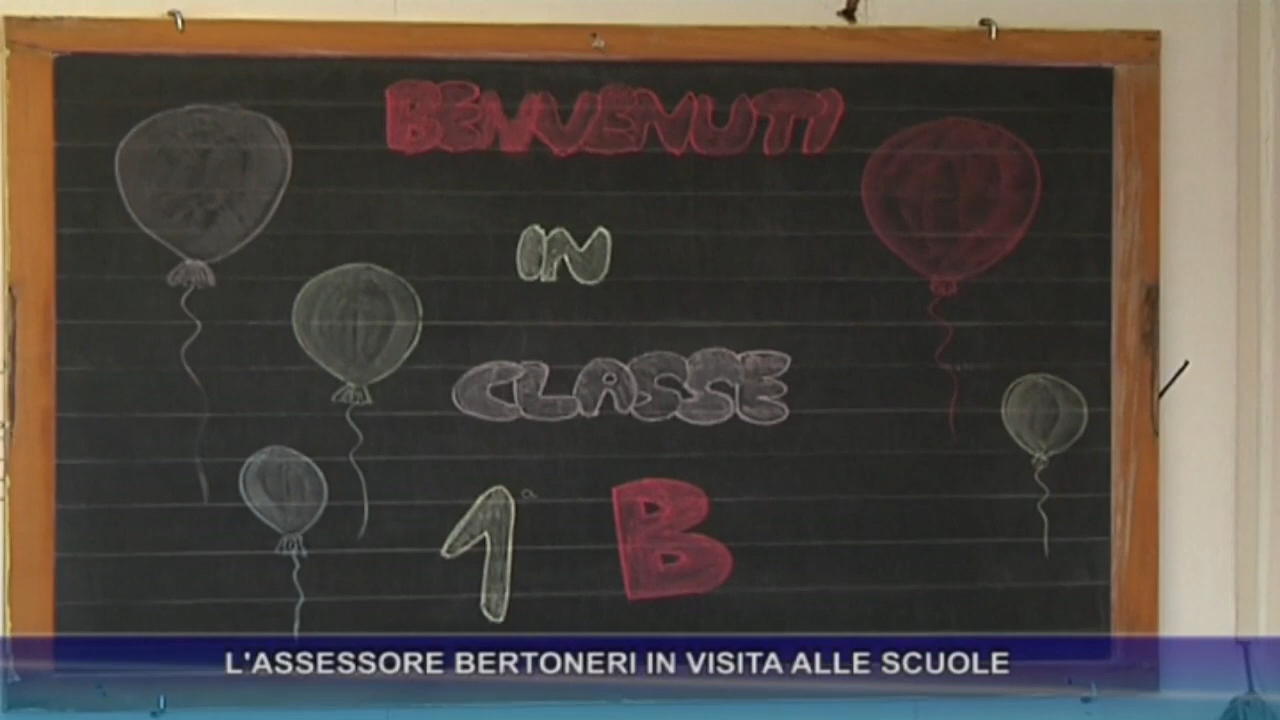 BENVENUTI
IN
CLASSE
1ª B
L'ASSESSORE BERTONERI IN VISITA ALLE SCUOLE